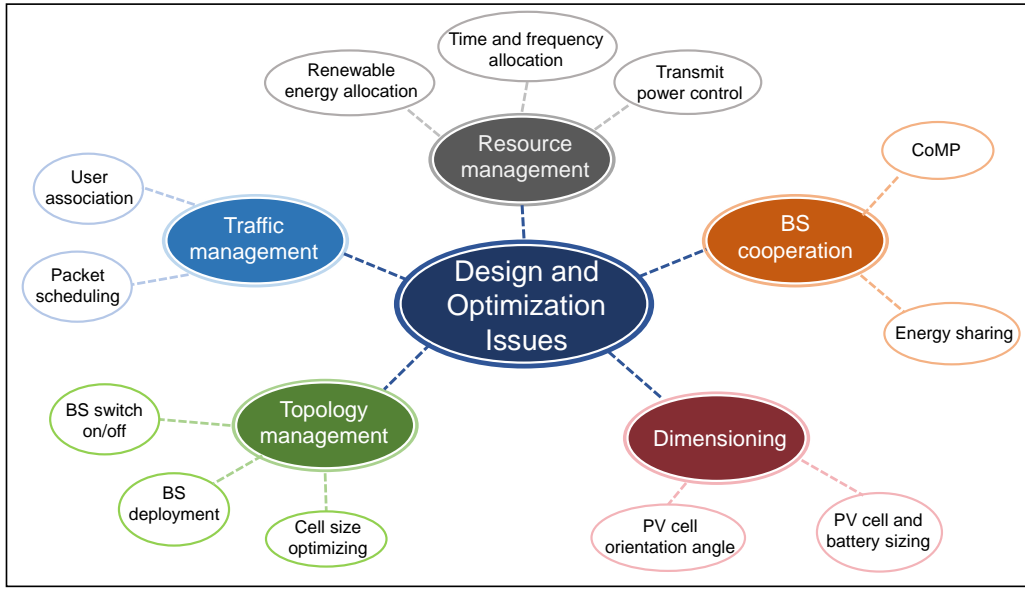 Time and frequency
allocation
Renewable
energy allocation
Transmit
power control
Resource
management
CoMP
User
association
Traffic
management
BS
cooperation
Packet
scheduling
Design and
Optimization
Issues
Energy sharing
BS switch
on/off
Topology
management
Dimensioning
BS
deployment
Cell size
optimizing
PV cell
orientation angle
PV cell and
battery sizing